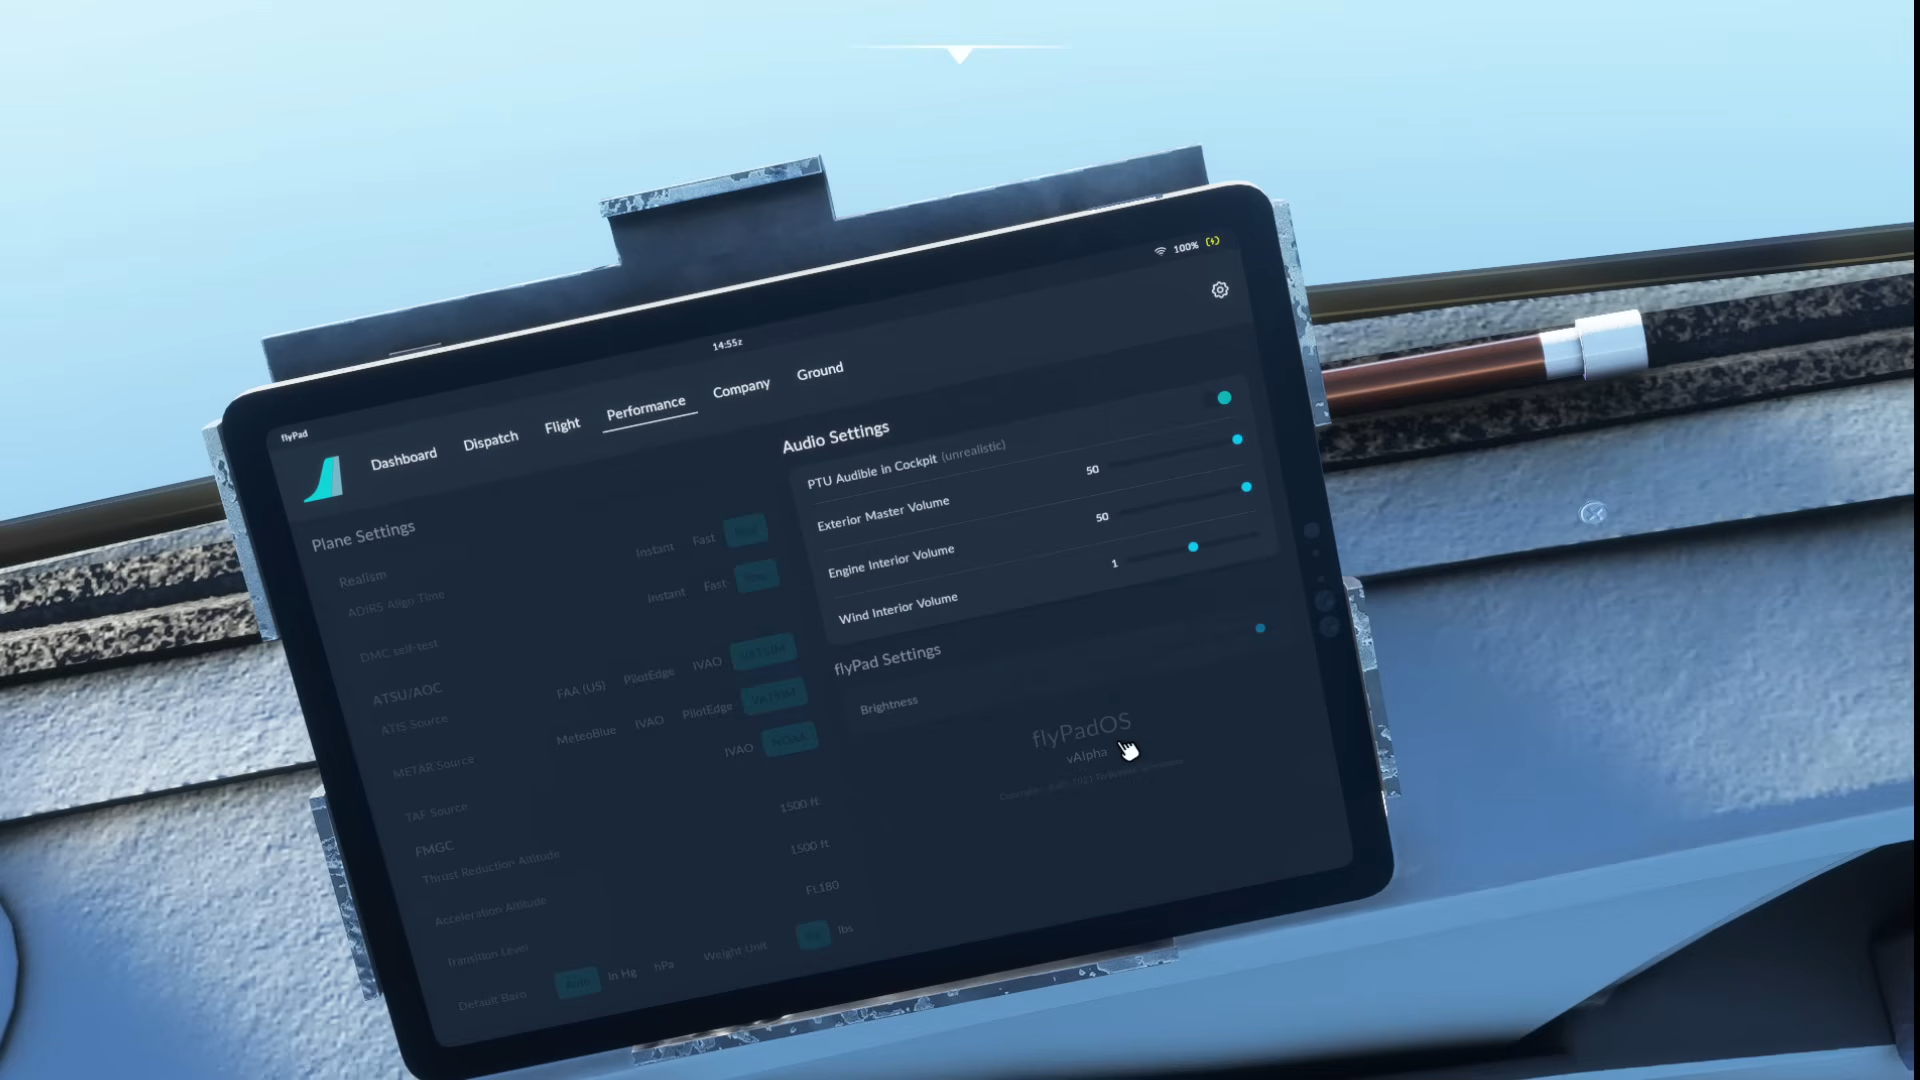 flyPad
14:55z
100%
Dashboard
Dispatch
Flight
Performance
Company
Ground
Plane Settings
Realism
ADIRS Align Time
Instant Fast
DMC self-test
Instant Fast
ATSU/AOC
ATIS Source
FAA (US) PilotEdge IVAO VATSIM
METAR Source
MeteoBlue IVAO PilotEdge VATSIM
TAF Source
IVAO NOAA
FMGC
Thrust Reduction Altitude
1500 ft
Acceleration Altitude
1500 ft
Transition Level
FL180
Default Baro
Auto In Hg hPa
Weight Unit
lbs
Audio Settings
PTU Audible in Cockpit (unrealistic)
Exterior Master Volume
50
Engine Interior Volume
50
Wind Interior Volume
1
flyPad Settings
Brightness
flyPadOS
vAlpha